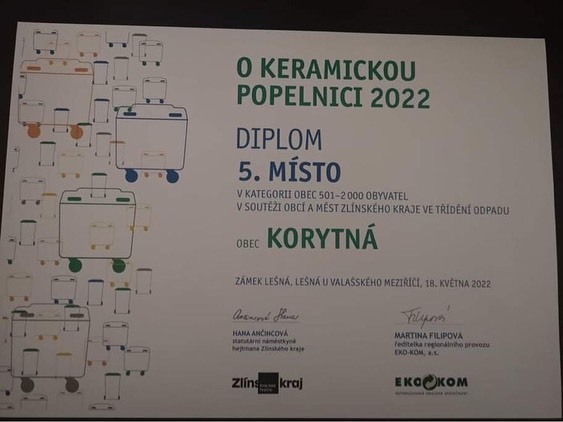 O KERAMICKOU
POPELNICI 2022
DIPLOM
5. MÍSTO
V KATEGORII OBEC 501–2 000 OBYVATEL
V SOUTĚŽI OBCÍ A MĚST ZLÍNSKÉHO KRAJE VE TŘÍDĚNÍ ODPADU
OBEC KORYTNÁ
ZÁMEK LEŠNÁ, LEŠNÁ U VALAŠSKÉHO MEZIŘÍČÍ, 18. KVĚTNA 2022
HANA ANČINCOVÁ
statutární náměstkyně
hejtmana Zlínského kraje
MARTINA FILIPOVÁ
ředitelka regionálního provozu
EKO-KOM, a.s.
Zlínský kraj
EKO KOM